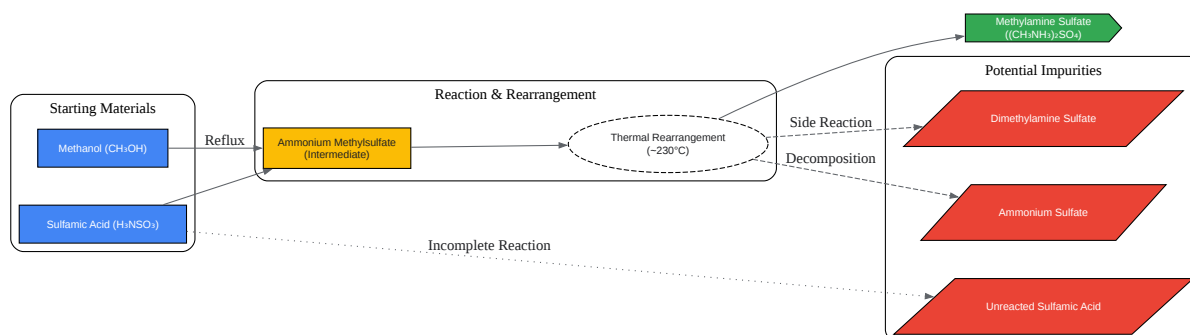 Methylamine Sulfate
((CH₃NH₃)₂SO₄)
Starting Materials
Methanol (CH₃OH)
Sulfamic Acid (H₃NSO₃)
Reflux
Reaction & Rearrangement
Ammonium Methylsulfate
(Intermediate)
Thermal Rearrangement
(~230°C)
Side Reaction
Decomposition
Incomplete Reaction
Potential Impurities
Dimethylamine Sulfate
Ammonium Sulfate
Unreacted Sulfamic Acid